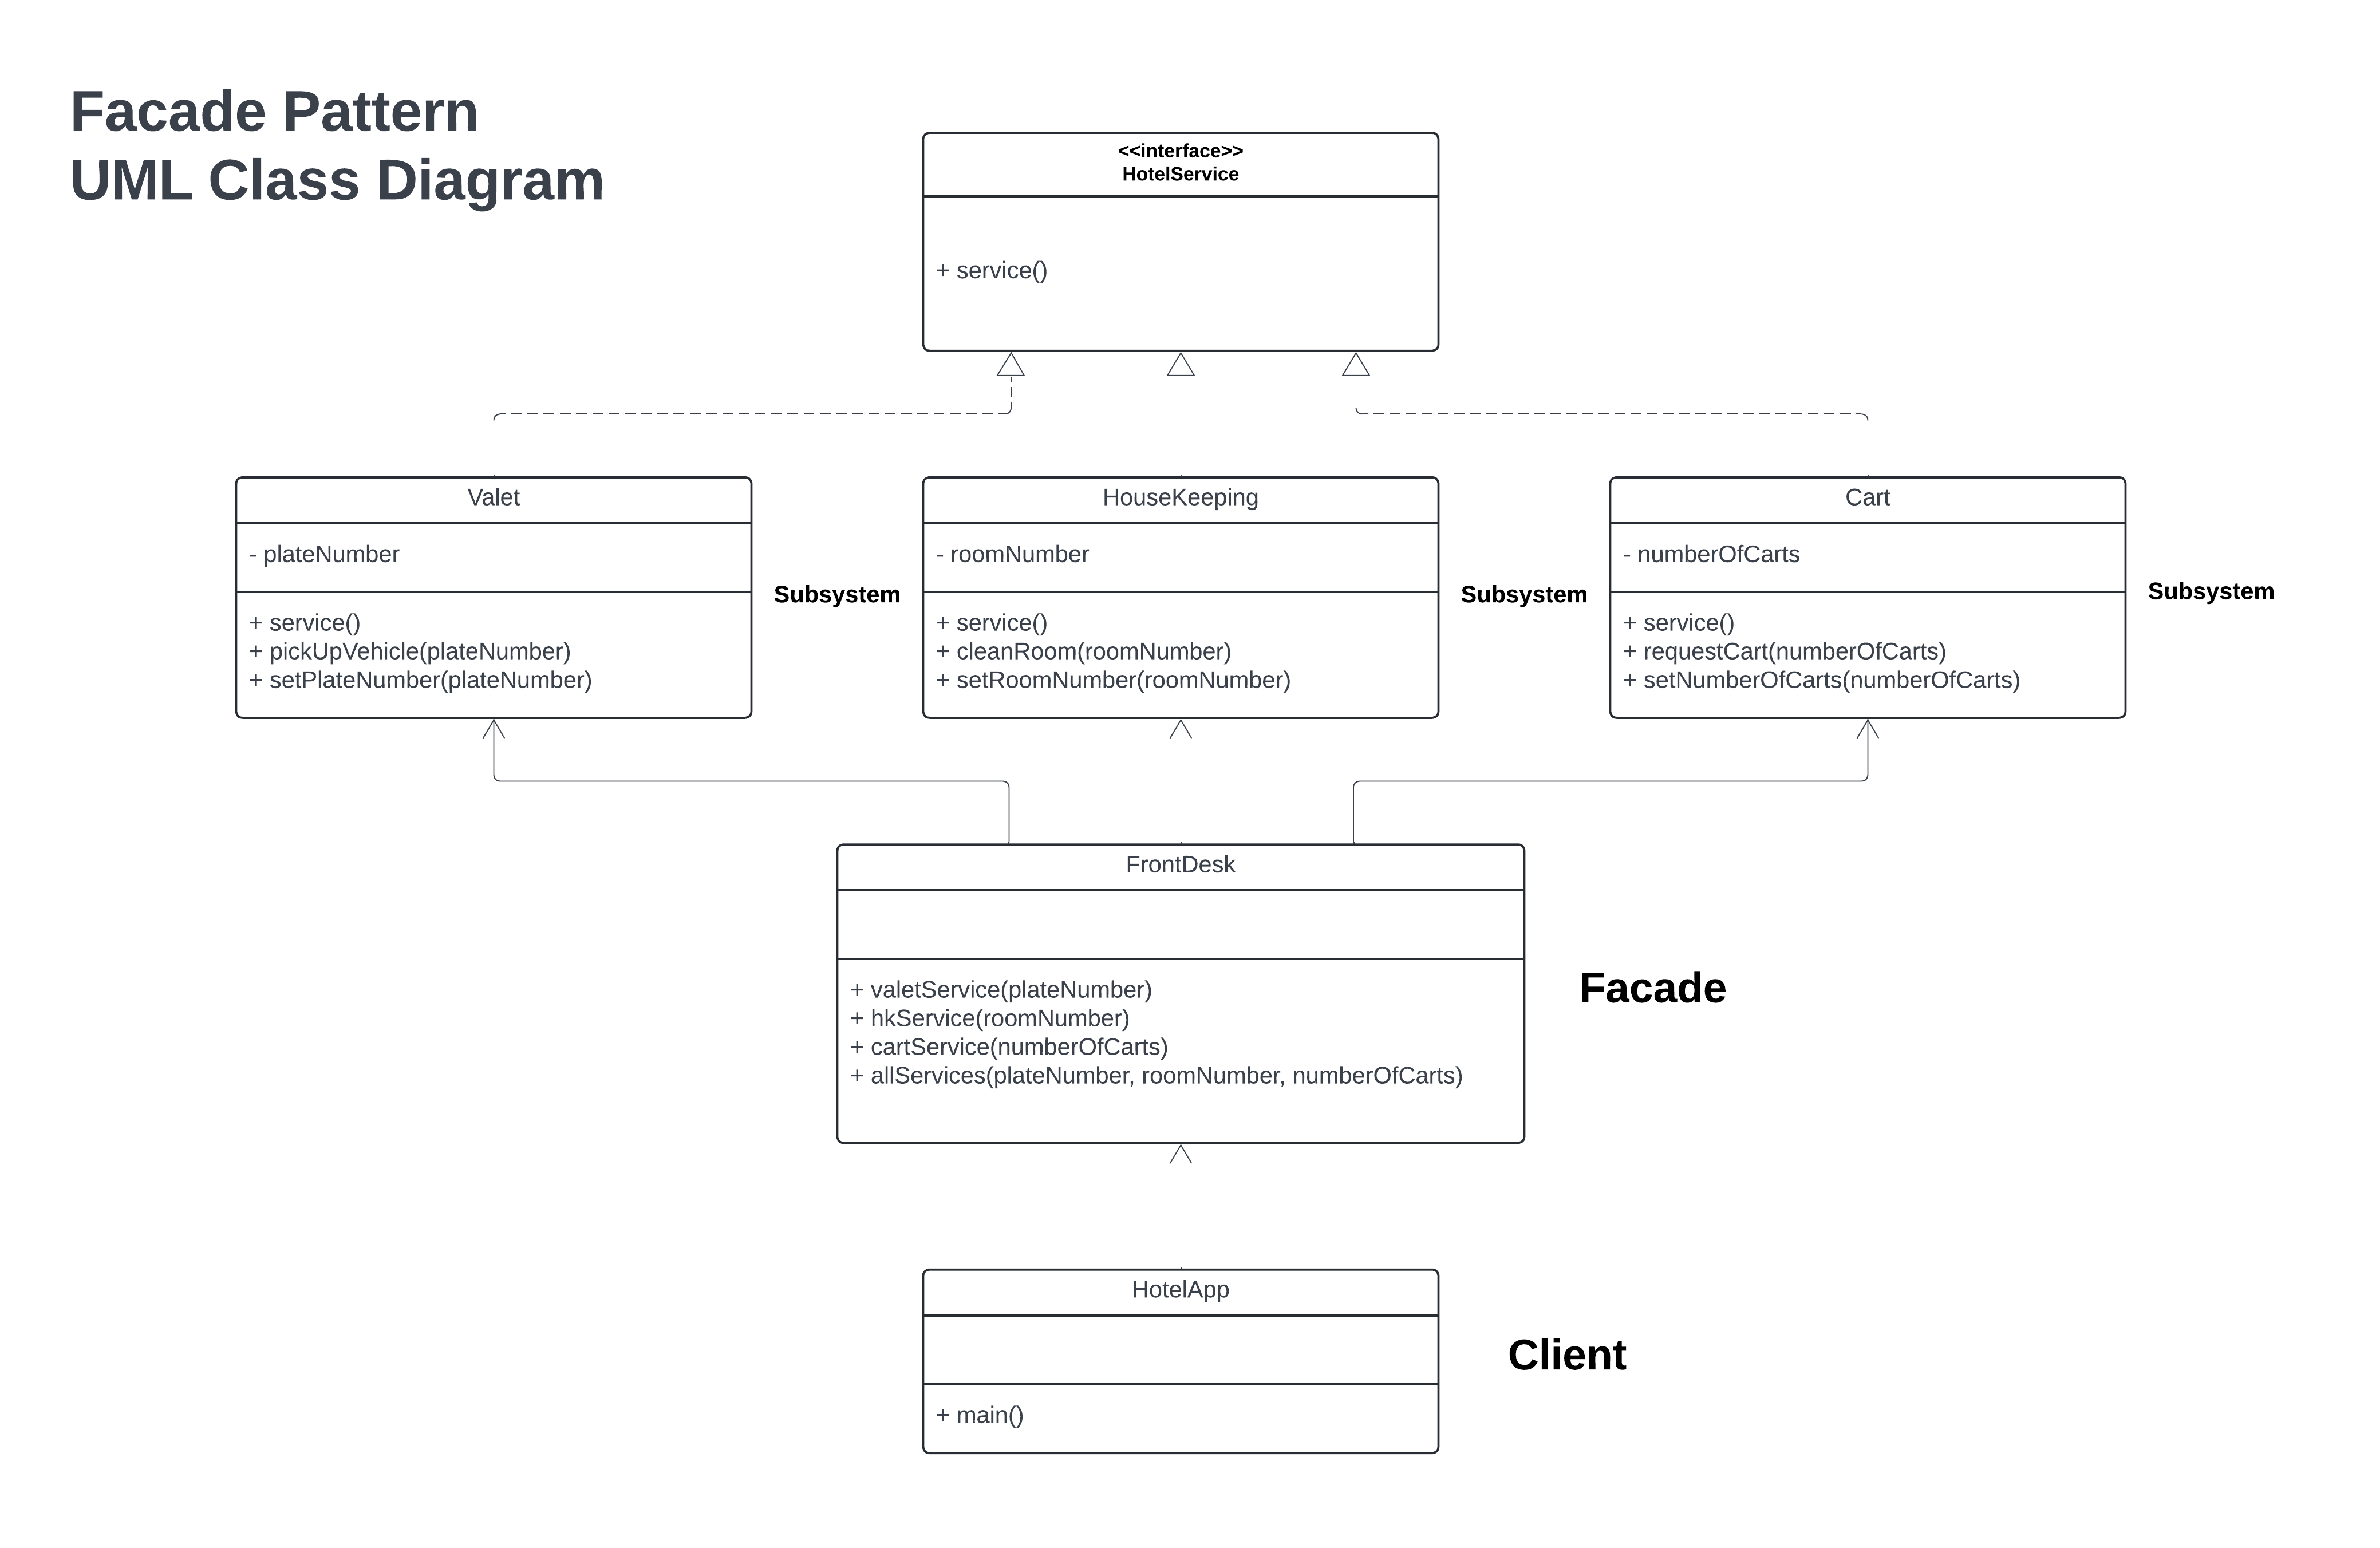 Facade Pattern
UML Class Diagram
<<interface>>
HotelService
+ service()
Valet
- plateNumber
+ service()
+ pickUpVehicle(plateNumber)
+ setPlateNumber(plateNumber)
Subsystem
HouseKeeping
- roomNumber
+ service()
+ cleanRoom(roomNumber)
+ setRoomNumber(roomNumber)
Subsystem
Cart
- numberOfCarts
+ service()
+ requestCart(numberOfCarts)
+ setNumberOfCarts(numberOfCarts)
Subsystem
FrontDesk
+ valetService(plateNumber)
+ hkService(roomNumber)
+ cartService(numberOfCarts)
+ allServices(plateNumber, roomNumber, numberOfCarts)
Facade
HotelApp
+ main()
Client